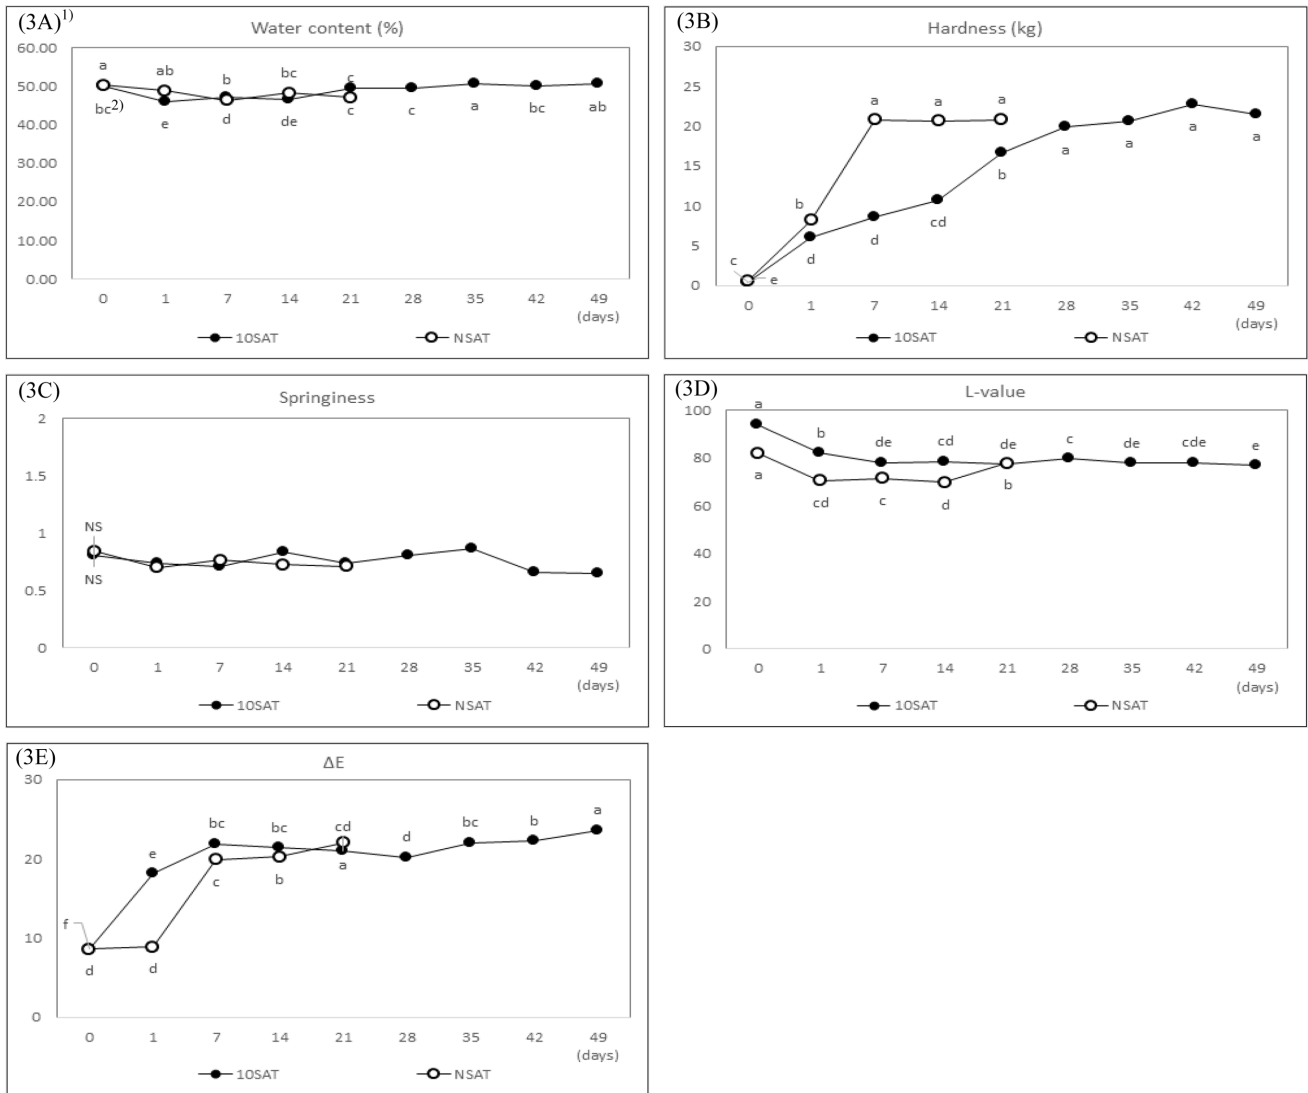 (3A)1)
Water content (%)
60.00
50.00
40.00
30.00
20.00
10.00
0.00
a ab b bc c
bc2) e d de c c a bc ab
0 1 7 14 21 28 35 42 49
(days)
10SAT NSAT
(3B)
Hardness (kg)
30
25
20
15
10
5
0
a a a
b
c
e d d cd b a a a a
0 1 7 14 21 28 35 42 49
(days)
10SAT NSAT
(3C)
Springiness
2
1.5
1
0.5
0
NS
NS
0 1 7 14 21 28 35 42 49
(days)
10SAT NSAT
(3D)
L-value
100
80
60
40
20
0
a b de cd de c de cde e
a cd c d b
0 1 7 14 21 28 35 42 49
(days)
10SAT NSAT
(3E)
ΔE
30
20
10
0
f e bc bc cd d bc b a
d d c b a
0 1 7 14 21 28 35 42 49
(days)
10SAT NSAT